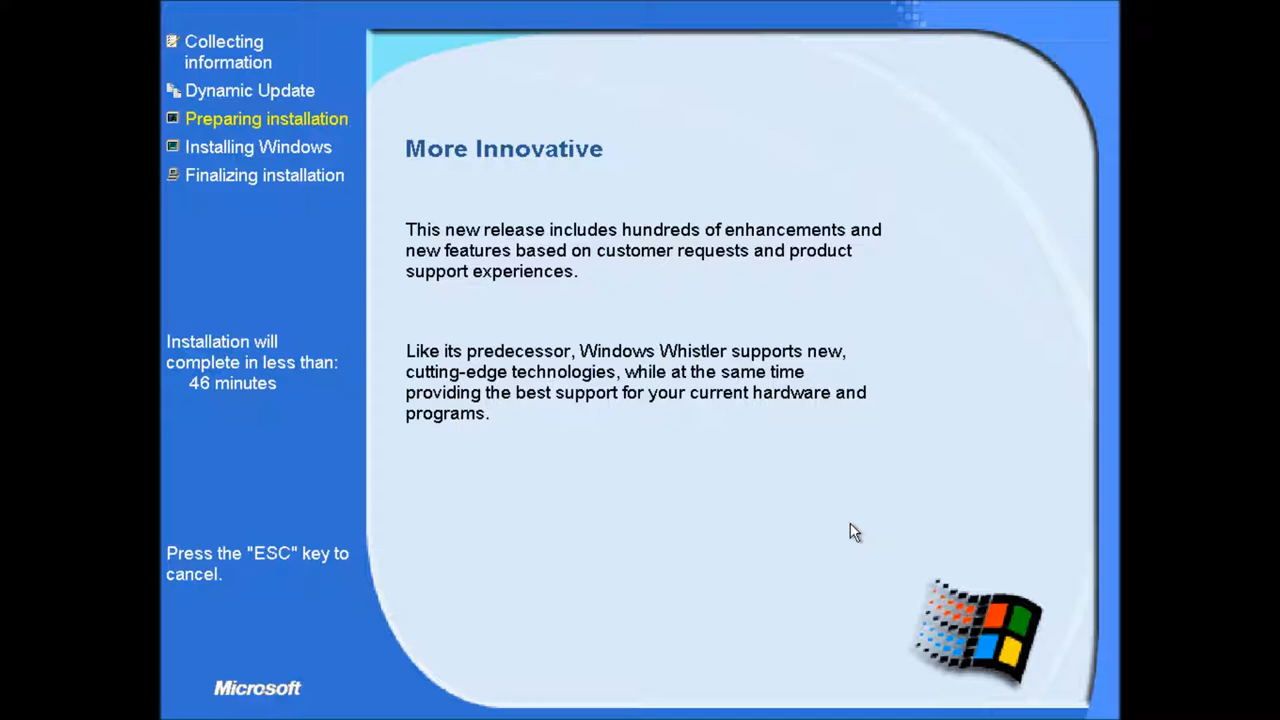 Collecting
information
Dynamic Update
Preparing installation
Installing Windows
Finalizing installation
Installation will
complete in less than:
46 minutes
Press the "ESC" key to
cancel.
Microsoft
More Innovative
This new release includes hundreds of enhancements and
new features based on customer requests and product
support experiences.
Like its predecessor, Windows Whistler supports new,
cutting-edge technologies, while at the same time
providing the best support for your current hardware and
programs.